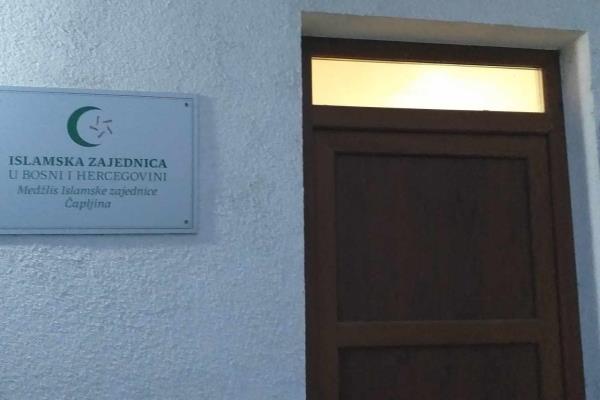 ISLAMSKA ZAJEDNICA
U BOSNI I HERCEGOVINI
Medžlis Islamske zajednice
Čapljina